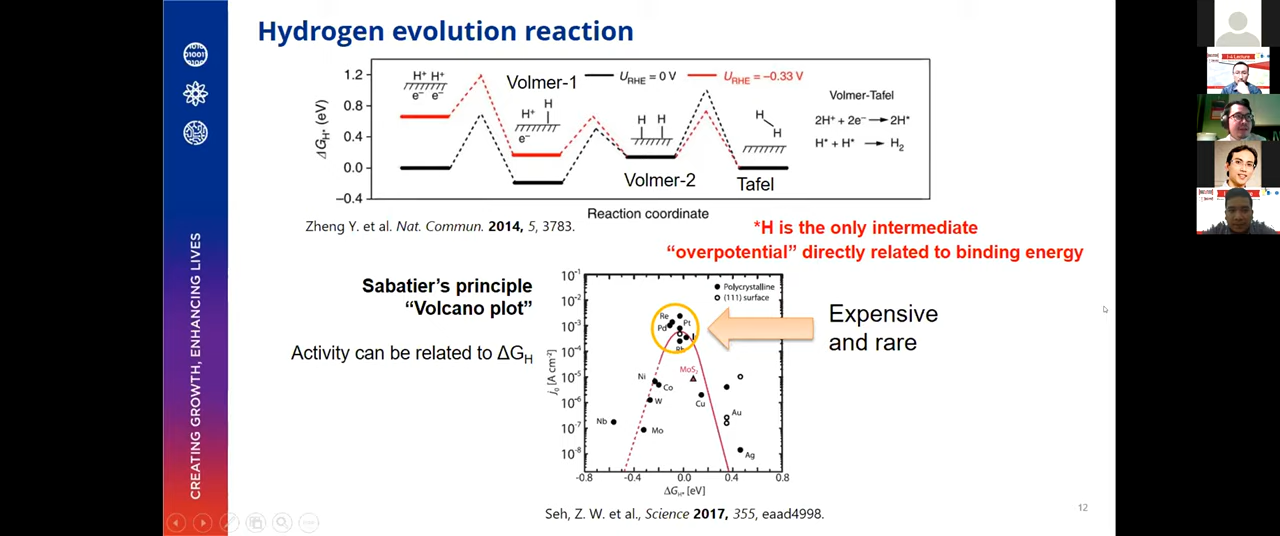 Hydrogen evolution reaction
CREATING GROWTH, ENHANCING LIVES
ΔG_H* (eV)
1.2
0.8
0.4
0.0
−0.4
H⁺ H⁺
e⁻ e⁻
Volmer-1
H⁺ H
e⁻
U_RHE = 0 V
U_RHE = −0.33 V
H H
Volmer-2
H
H
Tafel
Volmer-Tafel
2H⁺ + 2e⁻ → 2H*
H* + H* → H₂
Reaction coordinate
Zheng Y. et al. Nat. Commun. 2014, 5, 3783.
*H is the only intermediate
“overpotential” directly related to binding energy
Sabatier’s principle
“Volcano plot”
Activity can be related to ΔG_H
j₀ [A cm⁻²]
10⁻¹
10⁻²
10⁻³
10⁻⁴
10⁻⁵
10⁻⁶
10⁻⁷
10⁻⁸
Polycrystalline
(111) surface
Re
Pt
Pd
MoS₂
Ni
Co
W
Cu
Nb
Mo
Au
Ag
-0.8
-0.4
0.0
0.4
0.8
ΔG_H* [eV]
Expensive
and rare
Seh, Z. W. et al., Science 2017, 355, eaad4998.
12